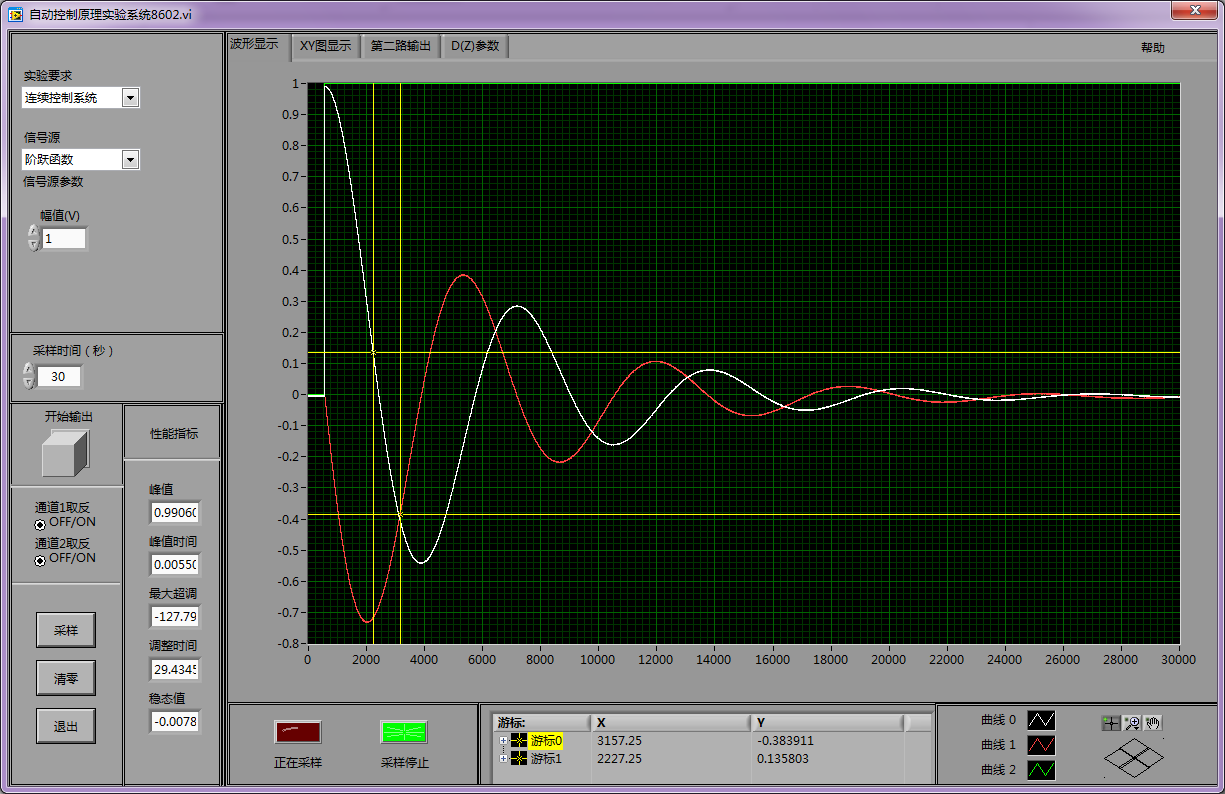 自动控制原理实验系统8602.vi
实验要求
连续控制系统
信号源
阶跃函数
信号源参数
幅值(V)
1
采样时间（秒）
30
开始输出
通道1取反
OFF/ON
通道2取反
OFF/ON
采样
清零
退出
性能指标
峰值
0.9906
峰值时间
0.0055
最大超调
-127.79
调整时间
29.434
稳态值
-0.0078
波形显示 XY图显示 第二路输出 D(Z)参数 帮助
1
0.9
0.8
0.7
0.6
0.5
0.4
0.3
0.2
0.1
0
-0.1
-0.2
-0.3
-0.4
-0.5
-0.6
-0.7
-0.8
0 2000 4000 6000 8000 10000 12000 14000 16000 18000 20000 22000 24000 26000 28000 30000
正在采样 采样停止
游标: X Y
游标0 3157.25 -0.383911
游标1 2227.25 0.135803
曲线 0
曲线 1
曲线 2